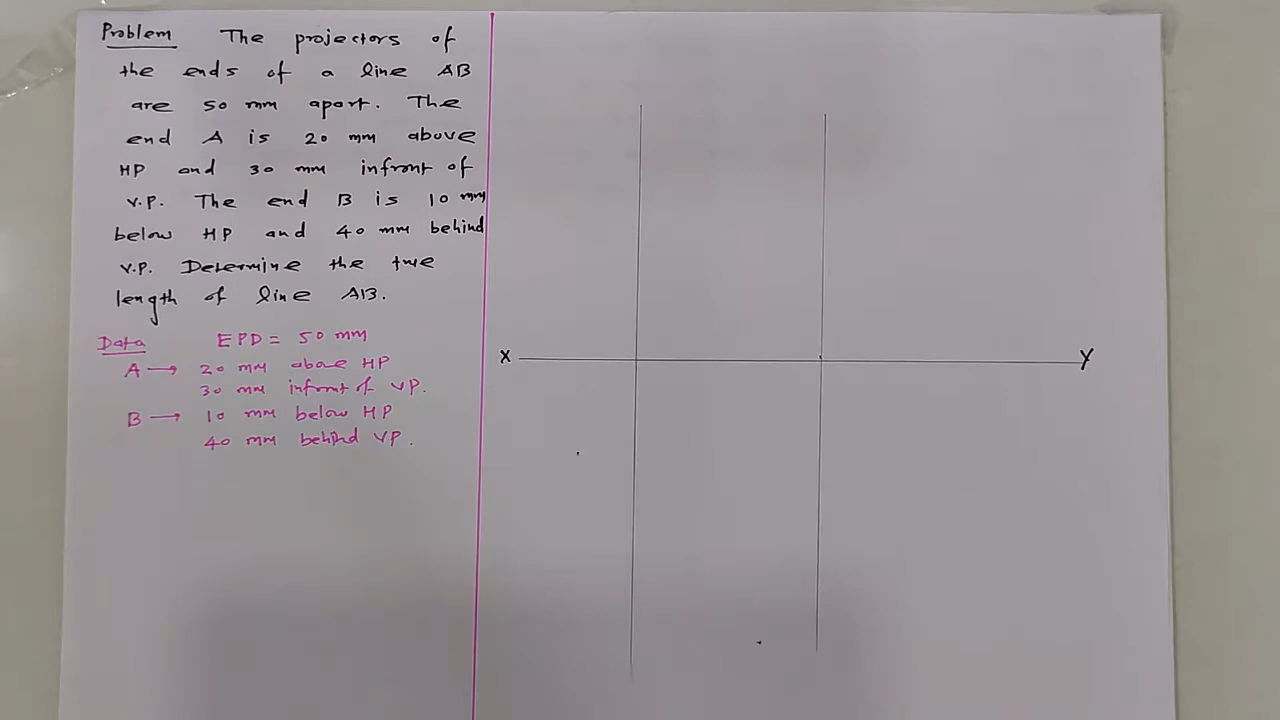 Problem The projectors of
the ends of a line AB
are 50 mm apart. The
end A is 20 mm above
HP and 30 mm infront of
V.P. The end B is 10 mm
below HP and 40 mm behind
V.P. Determine the true
length of line AB.
Data EPD = 50 mm
A → 20 mm above HP
30 mm infront of VP.
B → 10 mm below HP
40 mm behind VP.
X Y